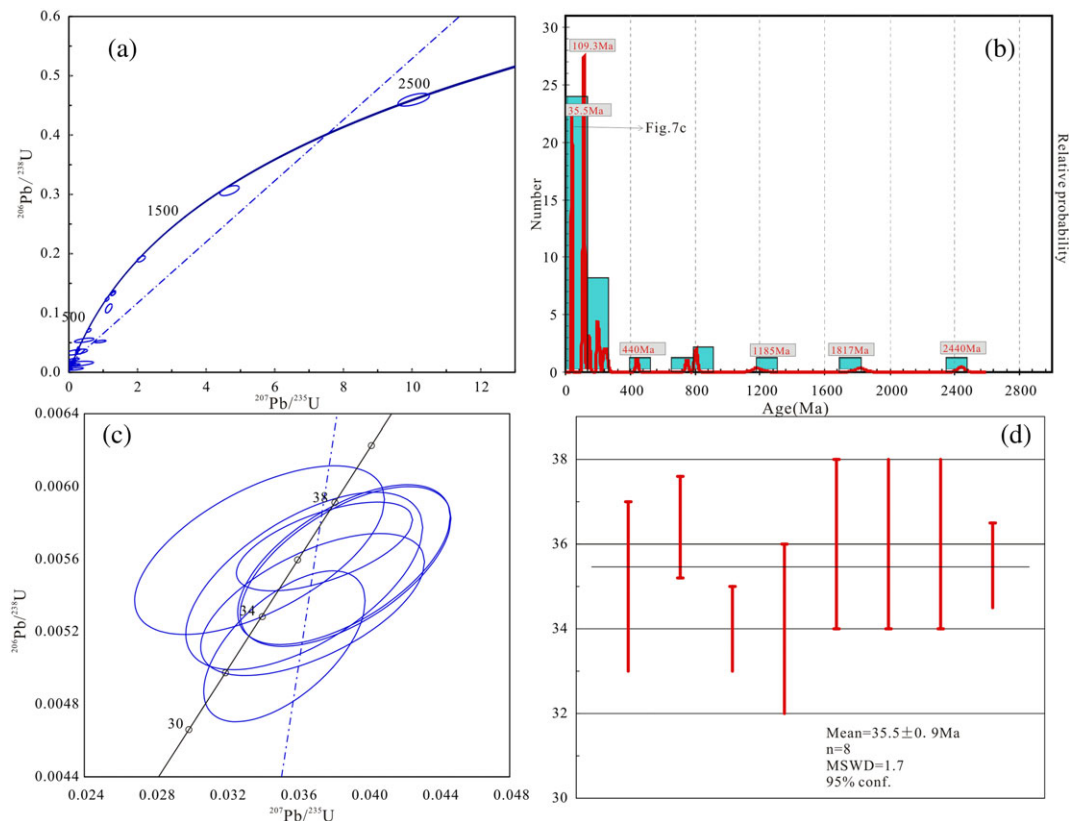 (a)
0.6
0.5
0.4
0.3
0.2
0.1
0.0
206Pb/238U
2500
1500
500
0 2 4 6 8 10 12
207Pb/235U
(b)
30
25
20
15
10
5
0
Number
109.3Ma
35.5Ma
Fig.7c
440Ma
1185Ma
1817Ma
2440Ma
0 400 800 1200 1600 2000 2400 2800
Age(Ma)
Relative probability
(c)
0.0064
0.0060
0.0056
0.0052
0.0048
0.0044
206Pb/238U
38
34
30
0.024 0.028 0.032 0.036 0.040 0.044 0.048
207Pb/235U
(d)
38
36
34
32
30
Mean=35.5±0.9Ma
n=8
MSWD=1.7
95% conf.